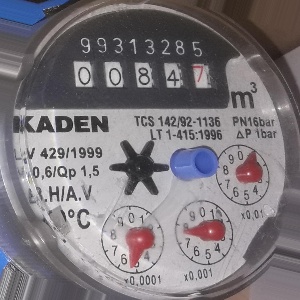 99313285
00847
m³
KADEN
TCS 142/92-1136 PN16bar
LT 1-415:1996 ΔP 1bar
429/1999
0,6/Qp 1,5
.H/A.V
°C
x0,01
x0,001
x0,0001